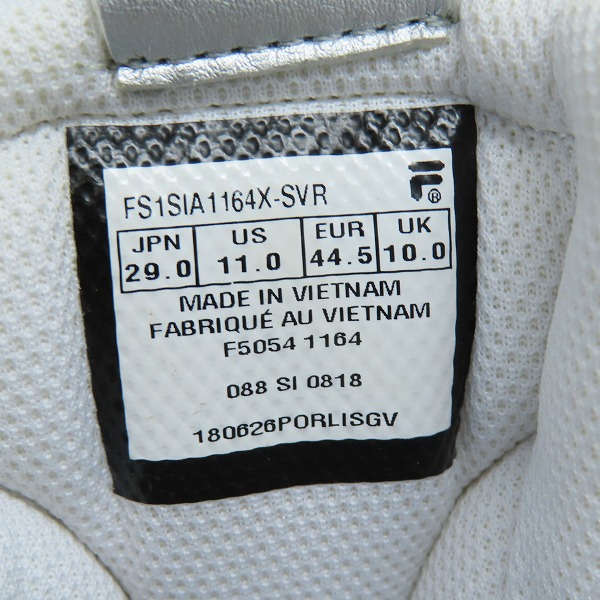 FS1SIA1164X-SVR
F®
JPN US EUR UK
29.0 11.0 44.5 10.0
MADE IN VIETNAM
FABRIQUÉ AU VIETNAM
F5054 1164
088 SI 0818
180626PORLISGV